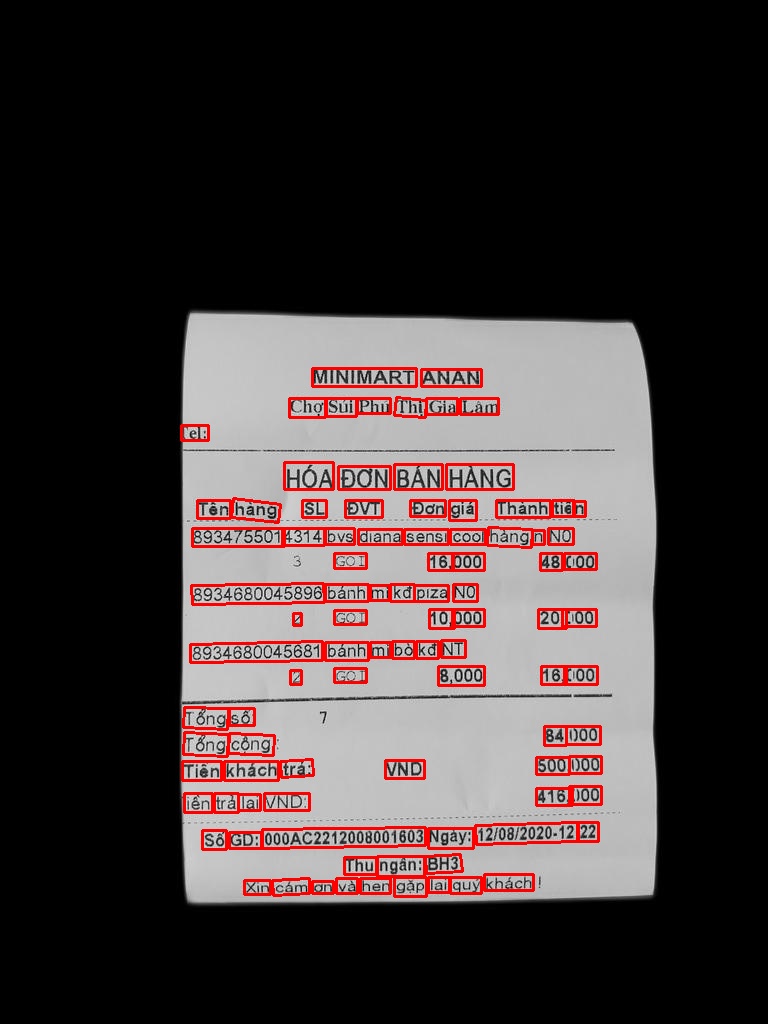 MINIMART ANAN
Chợ Sủi Phú Thị Gia Lâm
Tel:
HÓA ĐƠN BÁN HÀNG
Tên hàng SL ĐVT Đơn giá Thành tiền
8934755014314 bvs diana sensi cool hàng n N0
3 GOI 16,000 48,000
8934680045896 bánh mì kđ piza N0
2 GOI 10,000 20,000
8934680045681 bánh mì bò kđ NT
2 GOI 8,000 16,000
Tổng số 7
Tổng cộng: 84,000
Tiền khách trả: VND 500,000
Tiền trả lại VND: 416,000
Số GD: 000AC2212008001603 Ngày: 12/08/2020-12:22
Thu ngân: BH3
Xin cám ơn và hẹn gặp lại quý khách !